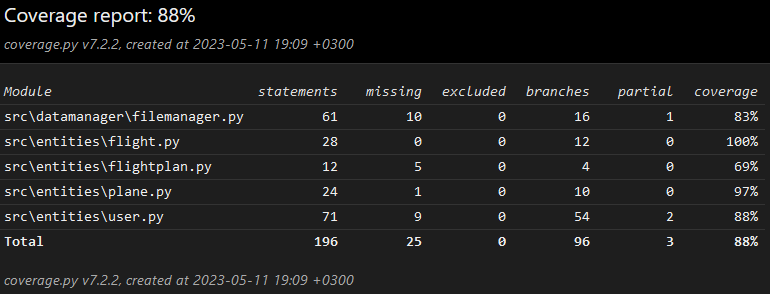 Coverage report: 88%
coverage.py v7.2.2, created at 2023-05-11 19:09 +0300
Module statements missing excluded branches partial coverage
src\datamanager\filemanager.py 61 10 0 16 1 83%
src\entities\flight.py 28 0 0 12 0 100%
src\entities\flightplan.py 12 5 0 4 0 69%
src\entities\plane.py 24 1 0 10 0 97%
src\entities\user.py 71 9 0 54 2 88%
Total 196 25 0 96 3 88%
coverage.py v7.2.2, created at 2023-05-11 19:09 +0300